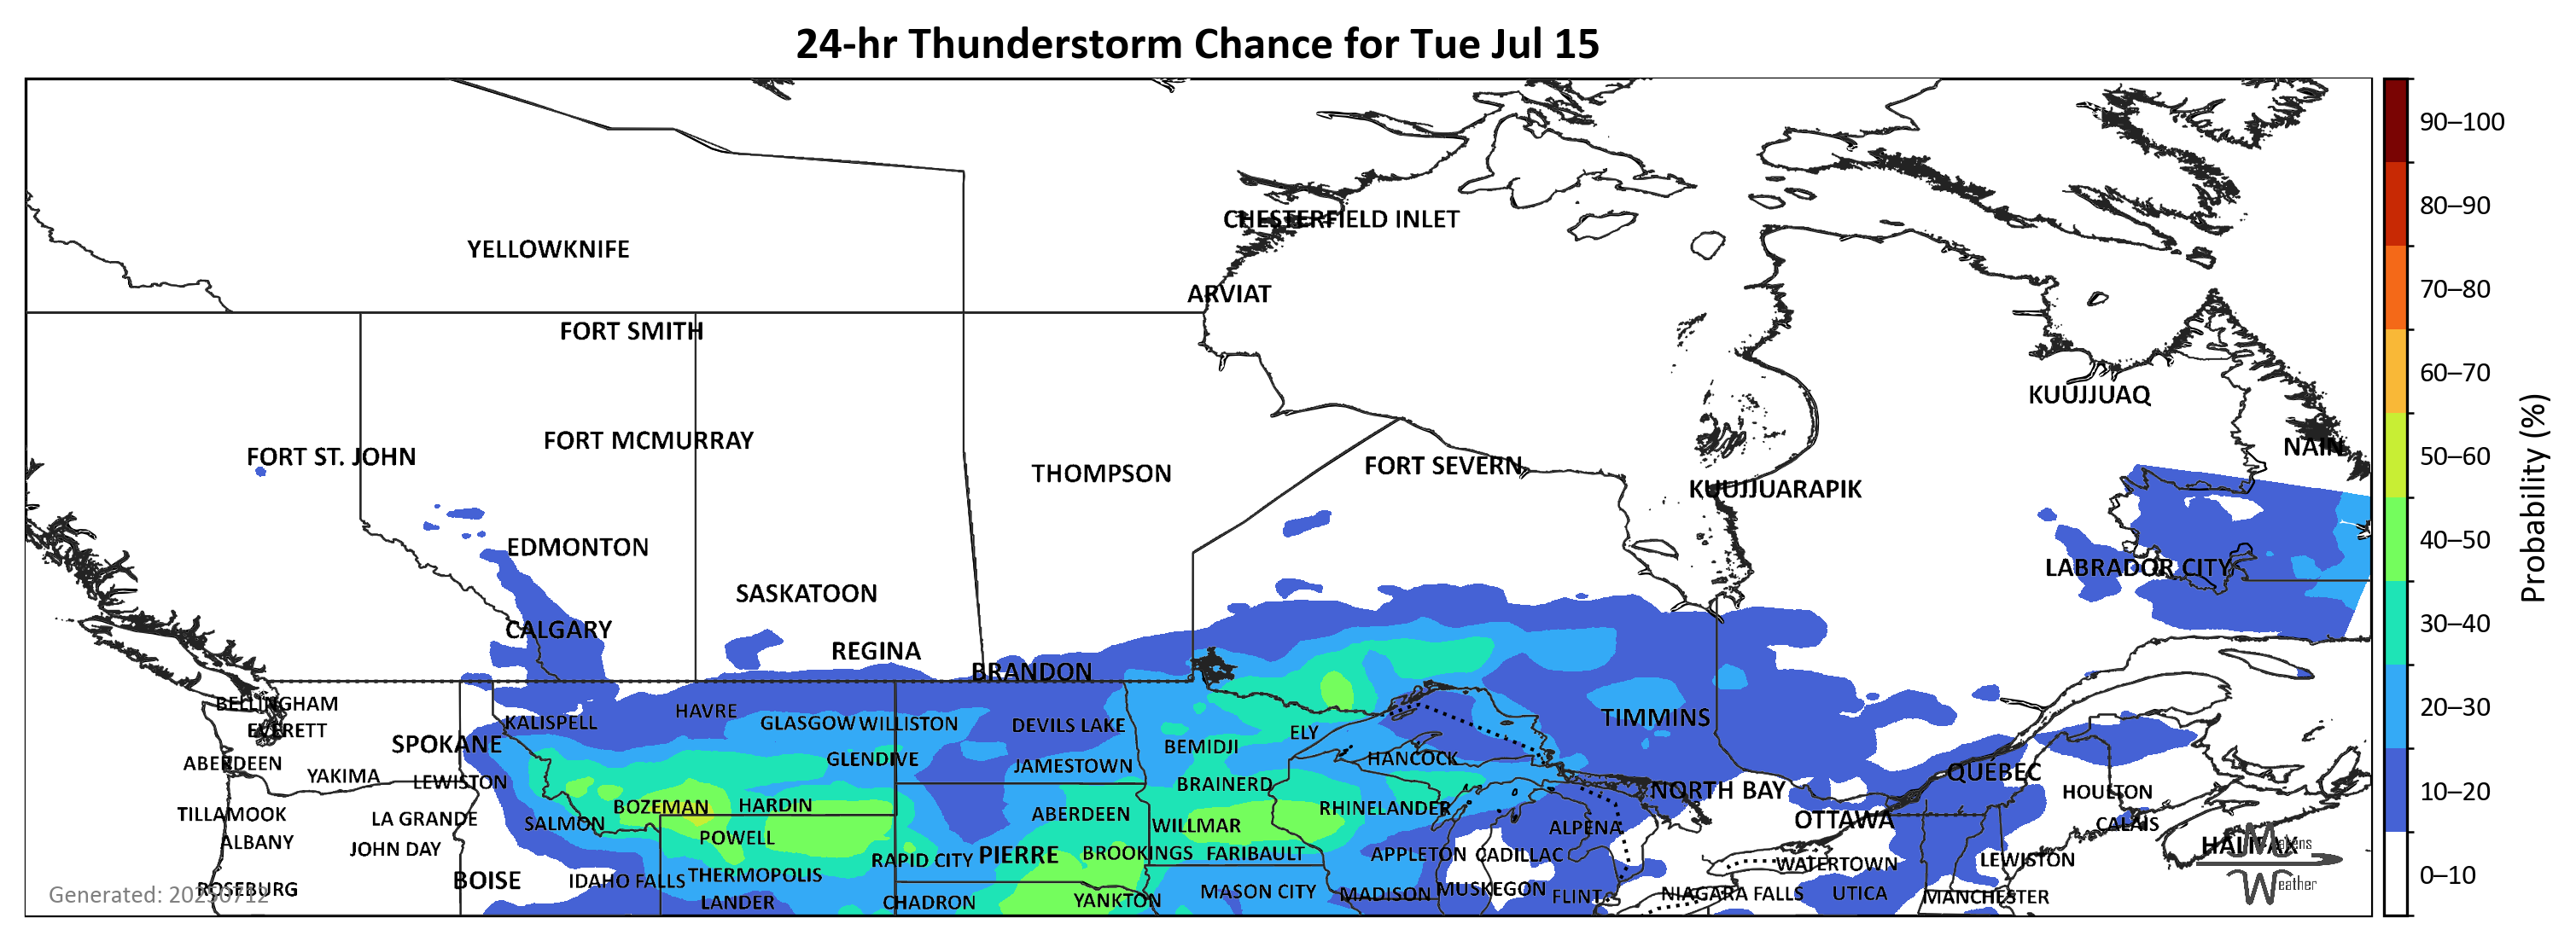 24-hr Thunderstorm Chance for Tue Jul 15
90–100
80–90
CHESTERFIELD INLET
YELLOWKNIFE
70–80
ARVIAT
FORT SMITH
60–70
KUUJJUAQ
FORT MCMURRAY
NAIN
FORT ST. JOHN
50–60
FORT SEVERN
THOMPSON
KUUJJUARAPIK
Probability (%)
40–50
EDMONTON
LABRADOR CITY
SASKATOON
30–40
CALGARY
REGINA
BRANDON
BELLINGHAM
HAVRE
20–30
TIMMINS
KALISPELL
GLASGOW
WILLISTON
DEVILS LAKE
EVERETT
ELY
SPOKANE
BEMIDJI
HANCOCK
GLENDIVE
ABERDEEN
JAMESTOWN
QUÉBEC
YAKIMA
LEWISTON
BRAINERD
NORTH BAY
HOULTON
10–20
BOZEMAN
HARDIN
RHINELANDER
TILLAMOOK
LA GRANDE
ABERDEEN
OTTAWA
SALMON
WILLMAR
ALPENA
CALAIS
ALBANY
POWELL
HALIFAX
JOHN DAY
BROOKINGS
FARIBAULT
APPLETON
CADILLAC
RAPID CITY
PIERRE
LEWISTON
WATERTOWN
BOISE
IDAHO FALLS
THERMOPOLIS
0–10
ROSEBURG
MASON CITY
MADISON
MUSKEGON
FLINT
NIAGARA FALLS
UTICA
MANCHESTER
Generated: 20250712
LANDER
CHADRON
YANKTON
Weather